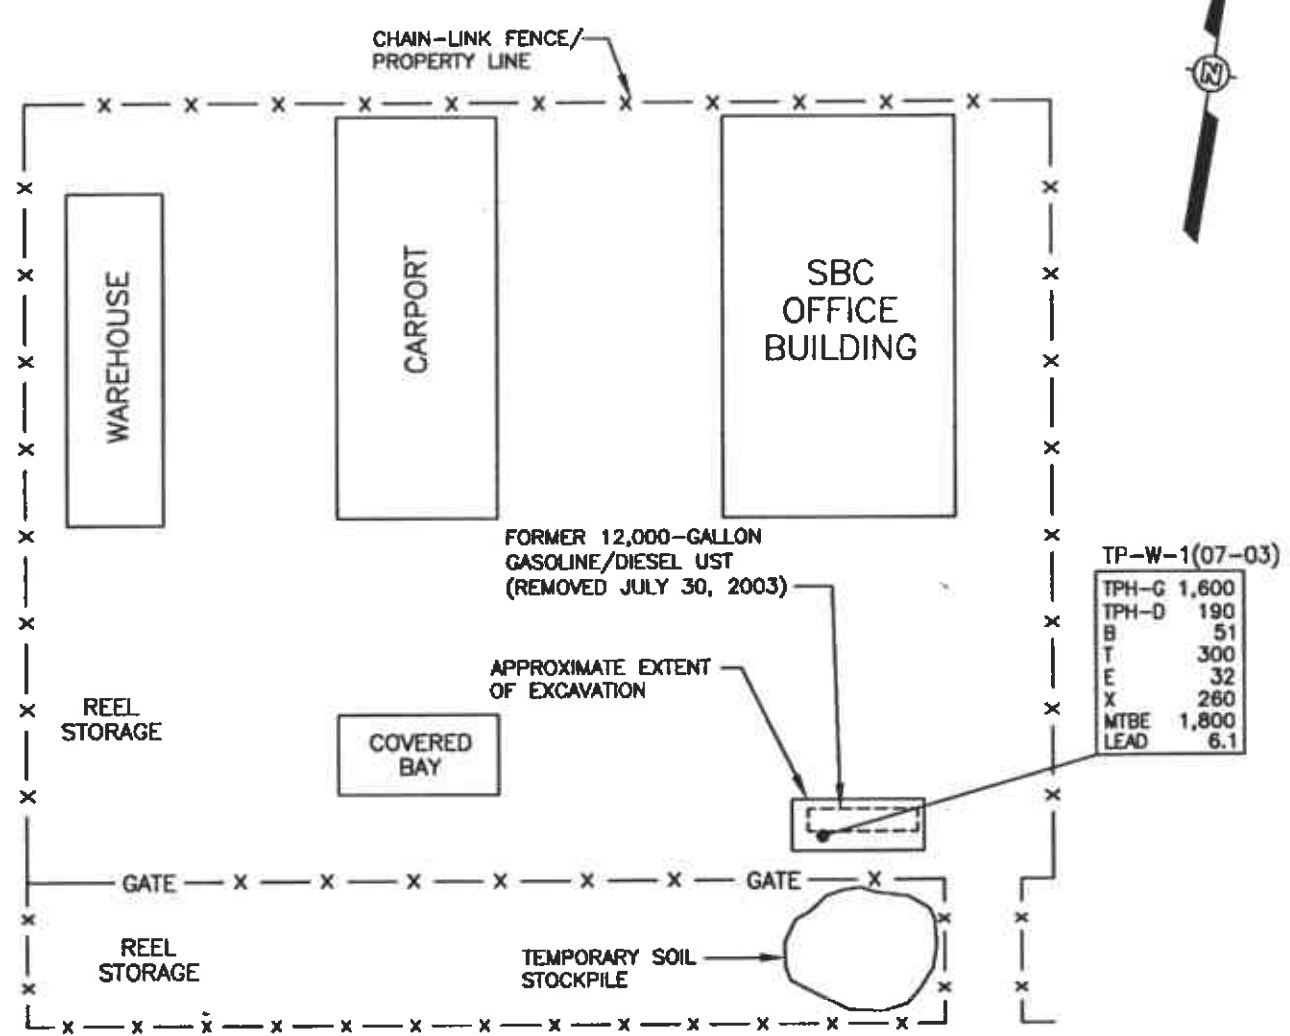 CHAIN-LINK FENCE/
PROPERTY LINE
N
WAREHOUSE
CARPORT
SBC
OFFICE
BUILDING
FORMER 12,000-GALLON
GASOLINE/DIESEL UST
(REMOVED JULY 30, 2003)
TP-W-1(07-03)
TPH-G 1,600
TPH-D 190
B 51
T 300
E 32
X 260
MTBE 1,800
LEAD 6.1
APPROXIMATE EXTENT
OF EXCAVATION
REEL
STORAGE
COVERED
BAY
GATE
GATE
REEL
STORAGE
TEMPORARY SOIL
STOCKPILE